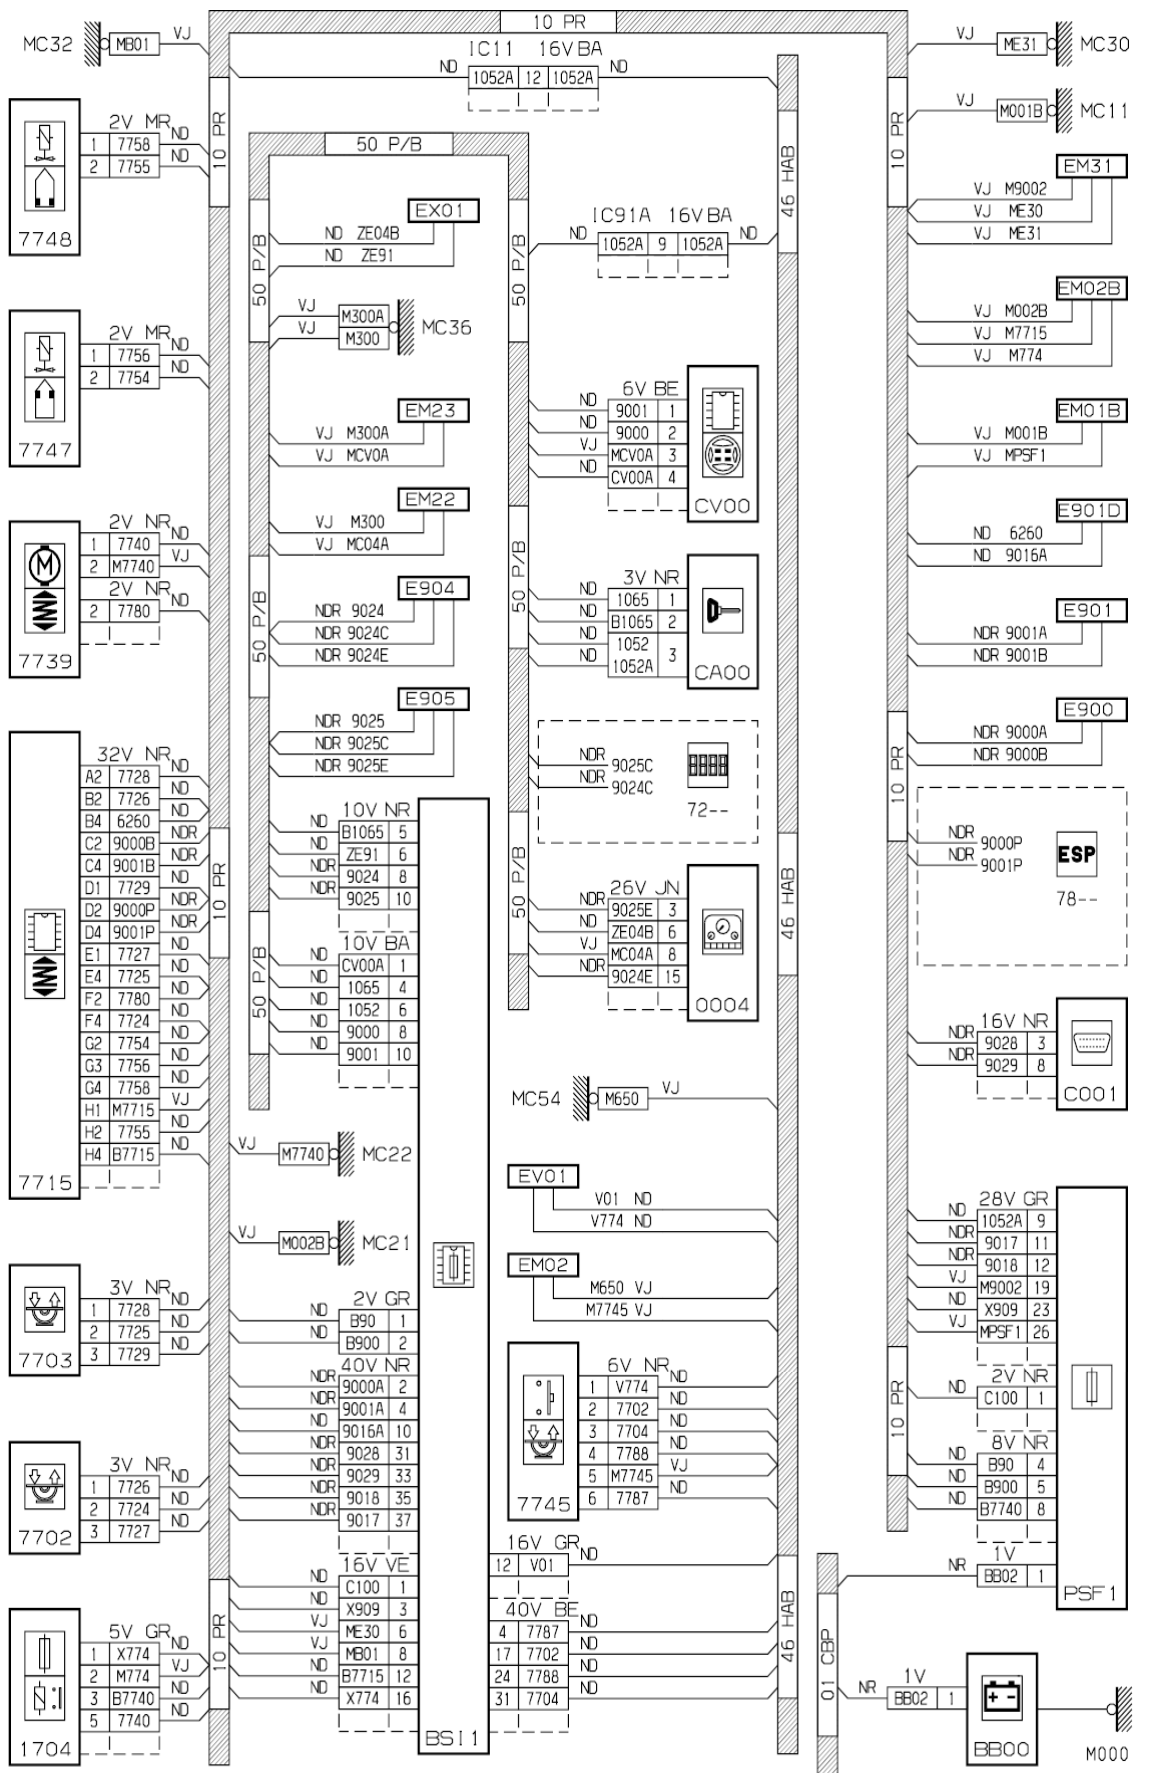 10 PR
MC32 MB01 VJ
IC11 16V BA
ND 1052A 12 1052A ND
VJ ME31 MC30
VJ M001B MC11
10 PR
46 HAB
10 PR
7748
2V MR
1 7758 ND
2 7755 ND
50 P/B
50 P/B
50 P/B
EX01
ND ZE04B
ND ZE91
VJ M300A
VJ M300
MC36
IC91A 16V BA
ND 1052A 9 1052A ND
EM31
VJ M9002
VJ ME30
VJ ME31
EM02B
VJ M002B
VJ M7715
VJ M774
7747
2V MR
1 7756 ND
2 7754 ND
EM23
VJ M300A
VJ MCV0A
6V BE
ND 9001 1
ND 9000 2
VJ MCV0A 3
ND CV00A 4
CV00
EM01B
VJ M001B
VJ MPSF1
EM22
VJ M300
VJ MC04A
E901D
ND 6260
ND 9016A
7739
2V NR
1 7740 ND
2 M7740 VJ
2V NR
2 7780 ND
50 P/B
50 P/B
E904
NDR 9024
NDR 9024C
NDR 9024E
3V NR
ND 1065 1
ND B1065 2
ND 1052
ND 1052A 3
CA00
E901
NDR 9001A
NDR 9001B
E905
NDR 9025
NDR 9025C
NDR 9025E
NDR 9025C
NDR 9024C
72--
E900
NDR 9000A
NDR 9000B
10 PR
NDR 9000P
NDR 9001P
ESP
78--
7715
32V NR
A2 7728 ND
B2 7726 ND
B4 6260 ND
C2 9000B NDR
C4 9001B NDR
D1 7729 ND
D2 9000P NDR
D4 9001P NDR
E1 7727 ND
E4 7725 ND
F2 7780 ND
F4 7724 ND
G2 7754 ND
G3 7756 ND
G4 7758 ND
H1 M7715 VJ
H2 7755 ND
H4 B7715 ND
10 PR
10V NR
ND B1065 5
ND ZE91 6
NDR 9024 8
NDR 9025 10
50 P/B
50 P/B
46 HAB
10V BA
ND CV00A 1
ND 1065 4
ND 1052 6
ND 9000 8
ND 9001 10
26V JN
NDR 9025E 3
ND ZE04B 6
VJ MC04A 8
NDR 9024E 15
0004
16V NR
NDR 9028 3
NDR 9029 8
C001
MC54 M650 VJ
VJ M7740 MC22
VJ M002B MC21
EV01
V01 ND
V774 ND
EM02
M650 VJ
M7745 VJ
28V GR
ND 1052A 9
NDR 9017 11
NDR 9018 12
VJ M9002 19
ND X909 23
VJ MPSF1 26
2V NR
ND C100 1
8V NR
ND B90 4
ND B900 5
ND B7740 8
1V
NR BB02 1
PSF1
10 PR
7703
3V NR
1 7728 ND
2 7725 ND
3 7729 ND
2V GR
ND B90 1
ND B900 2
40V NR
NDR 9000A 2
NDR 9001A 4
ND 9016A 10
NDR 9028 31
NDR 9029 33
NDR 9018 35
NDR 9017 37
6V NR
1 V774 ND
2 7702 ND
3 7704 ND
4 7788 ND
5 M7745 VJ
6 7787 ND
7745
7702
3V NR
1 7726 ND
2 7724 ND
3 7727 ND
16V VE
ND C100 1
ND X909 3
VJ ME30 6
VJ MB01 8
ND B7715 12
ND X774 16
BSI1
16V GR
12 V01 ND
40V BE
4 7787 ND
17 7702 ND
24 7788 ND
31 7704 ND
46 HAB
01 CBP
1704
5V GR
1 X774 ND
2 M774 VJ
3 B7740 ND
5 7740 ND
10 PR
1V
NR BB02 1
+ -
BB00
M000